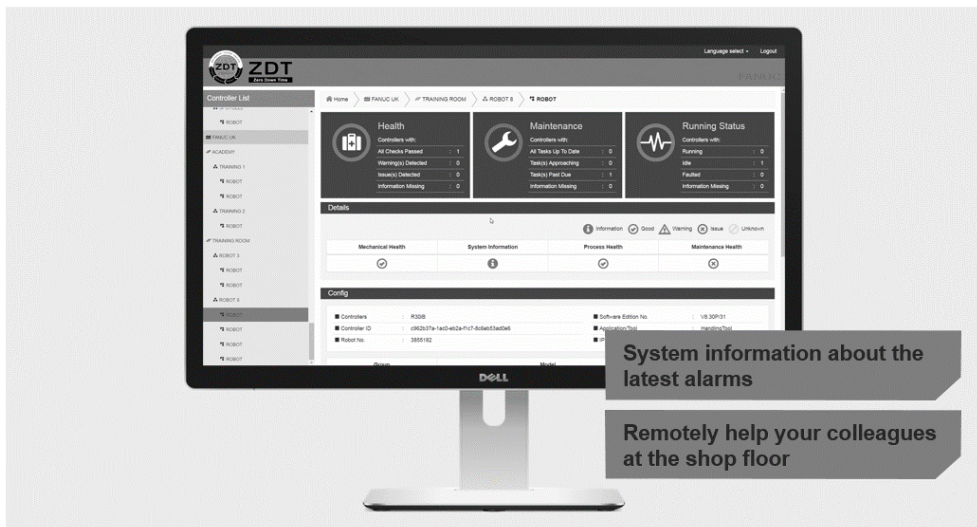 Language select
Logout
ZDT
ZDT
Zero Down Time
FANUC
Controller List
Home
FANUC UK
TRAINING ROOM
ROBOT 8
ROBOT
ROBOT
FANUC UK
ACADEMY
TRAINING 1
ROBOT
ROBOT
TRAINING 2
ROBOT
TRAINING ROOM
ROBOT 3
ROBOT
ROBOT
ROBOT 8
ROBOT
ROBOT
ROBOT
ROBOT
Health
Controllers with:
All Checks Passed : 1
Warning(s) Detected : 0
Issue(s) Detected : 0
Information Missing : 0
Maintenance
Controllers with:
All Tasks Up To Date : 0
Task(s) Approaching : 0
Task(s) Past Due : 1
Information Missing : 0
Running Status
Controllers with:
Running : 0
Idle : 1
Faulted : 0
Information Missing : 0
Details
Information Good Warning Issue Unknown
Mechanical Health System Information Process Health Maintenance Health
Config
Controllers : R30iB
Software Edition No. : V8.30P/31
Controller ID :
Application/Tool : HandlingTool
Robot No. : 3855182
Group Model
DELL
System information about the
latest alarms
Remotely help your colleagues
at the shop floor